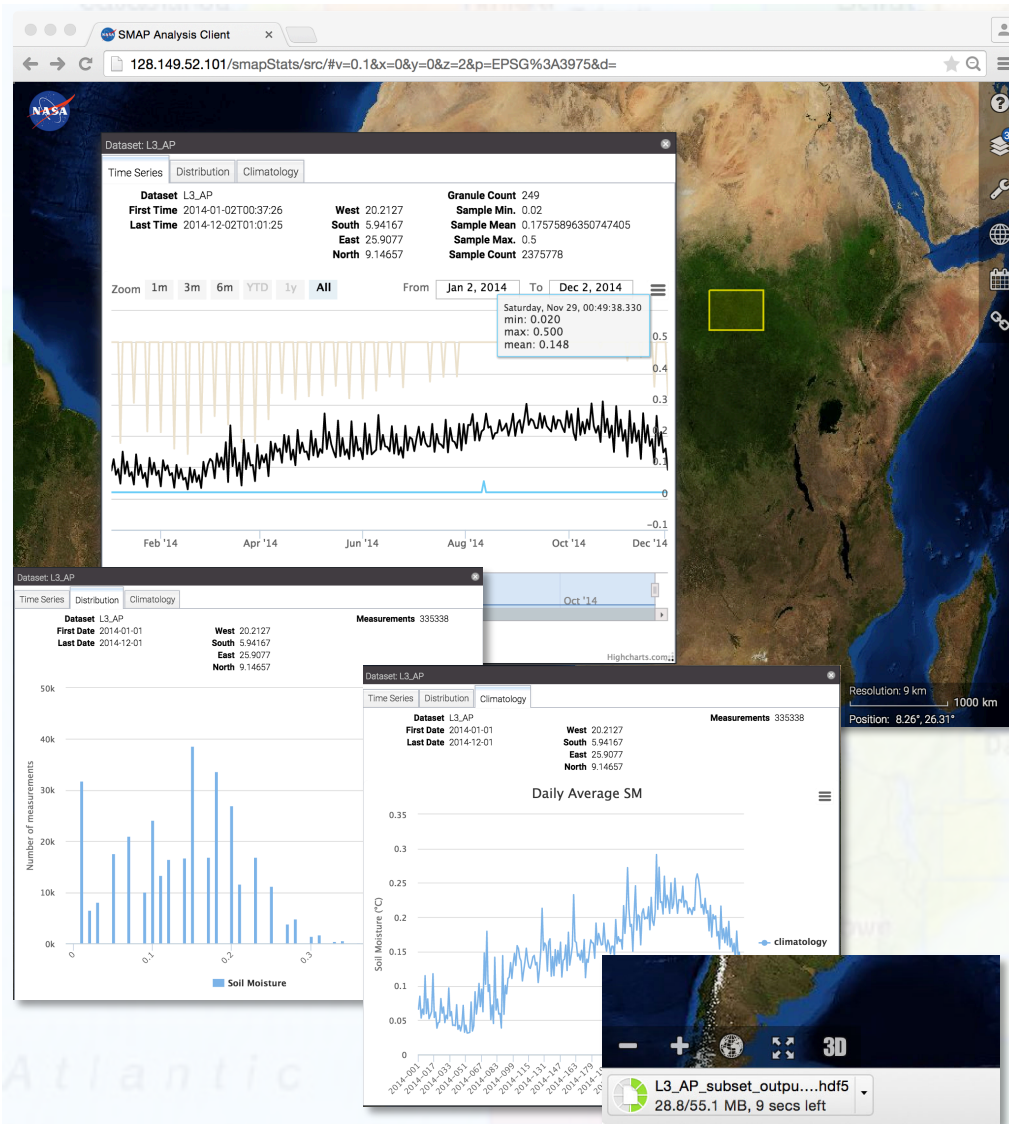 SMAP Analysis Client ×
128.149.52.101/smapStats/src/#v=0.1&x=0&y=0&z=2&p=EPSG%3A3975&d=
NASA
Dataset: L3_AP
Time Series Distribution Climatology
Dataset L3_AP Granule Count 249
First Time 2014-01-02T00:37:26 West 20.2127 Sample Min. 0.02
Last Time 2014-12-02T01:01:25 South 5.94167 Sample Mean 0.17575896350747405
East 25.9077 Sample Max. 0.5
North 9.14657 Sample Count 2375778
Zoom 1m 3m 6m YTD 1y All From Jan 2, 2014 To Dec 2, 2014
Saturday, Nov 29, 00:49:38.330
min: 0.020
max: 0.500
mean: 0.148
0.5
0.4
0.3
0.2
0.1
0
−0.1
Feb '14 Apr '14 Jun '14 Aug '14 Oct '14 Dec '14
Oct '14
Highcharts.com
Dataset: L3_AP
Time Series Distribution Climatology
Dataset L3_AP Measurements 335338
First Date 2014-01-01 West 20.2127
Last Date 2014-12-01 South 5.94167
East 25.9077
North 9.14657
50k
40k
30k
20k
10k
0k
Number of measurements
0 0.1 0.2 0.3
Soil Moisture
Dataset: L3_AP
Time Series Distribution Climatology
Dataset L3_AP Measurements 335338
First Date 2014-01-01 West 20.2127
Last Date 2014-12-01 South 5.94167
East 25.9077
North 9.14657
Daily Average SM
0.35
0.3
0.25
0.2
0.15
0.1
0.05
0
Soil Moisture (°C)
climatology
2014-001 2014-017 2014-033 2014-051 2014-067 2014-083 2014-099 2014-115 2014-131 2014-147 2014-163 2014-179
Resolution: 9 km
1000 km
Position: 8.26°, 26.31°
3D
L3_AP_subset_outpu....hdf5
28.8/55.1 MB, 9 secs left
Atlantic